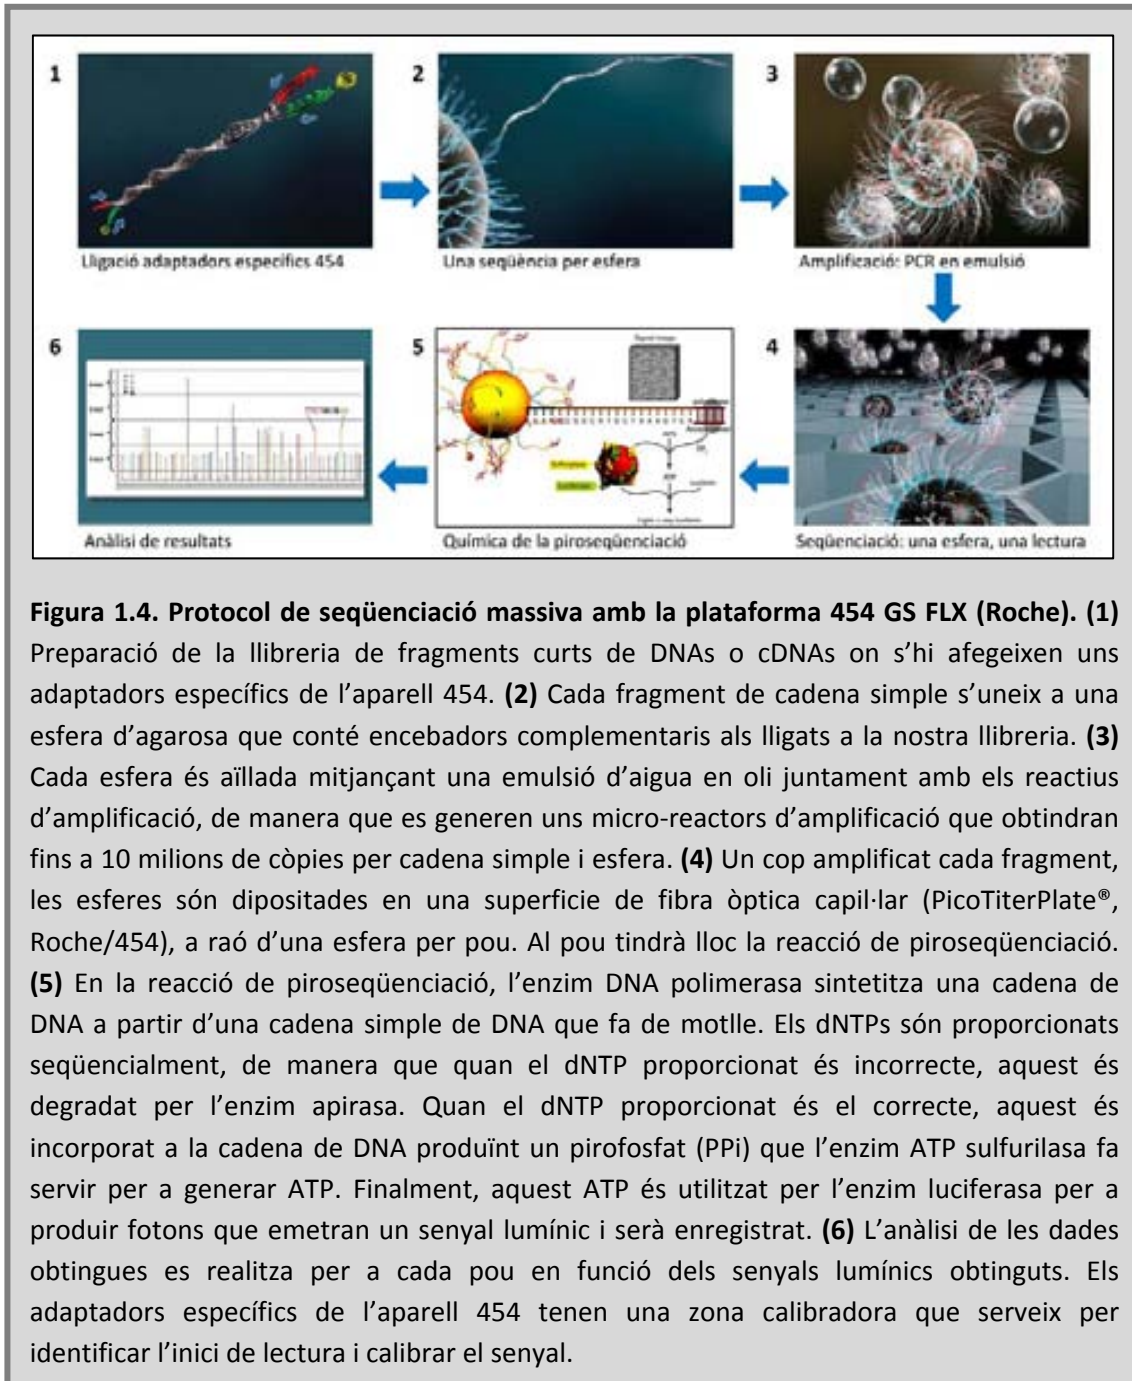 1
2
3
Lligació adaptadors específics 454
Una seqüència per esfera
Amplificació: PCR en emulsió
6
5
4
Anàlisi de resultats
Química de la piroseqüenciació
Seqüenciació: una esfera, una lectura
Figura 1.4. Protocol de seqüenciació massiva amb la plataforma 454 GS FLX (Roche). (1)
Preparació de la llibreria de fragments curts de DNAs o cDNAs on s'hi afegeixen uns
adaptadors específics de l'aparell 454. (2) Cada fragment de cadena simple s'uneix a una
esfera d'agarosa que conté encebadors complementaris als lligats a la nostra llibreria. (3)
Cada esfera és aïllada mitjançant una emulsió d'aigua en oli juntament amb els reactius
d'amplificació, de manera que es generen uns micro-reactors d'amplificació que obtindran
fins a 10 milions de còpies per cadena simple i esfera. (4) Un cop amplificat cada fragment,
les esferes són dipositades en una superficie de fibra òptica capil·lar (PicoTiterPlate®,
Roche/454), a raó d'una esfera per pou. Al pou tindrà lloc la reacció de piroseqüenciació.
(5) En la reacció de piroseqüenciació, l'enzim DNA polimerasa sintetitza una cadena de
DNA a partir d'una cadena simple de DNA que fa de motlle. Els dNTPs són proporcionats
seqüencialment, de manera que quan el dNTP proporcionat és incorrecte, aquest és
degradat per l'enzim apirasa. Quan el dNTP proporcionat és el correcte, aquest és
incorporat a la cadena de DNA produïnt un pirofosfat (PPi) que l'enzim ATP sulfurilasa fa
servir per a generar ATP. Finalment, aquest ATP és utilitzat per l'enzim luciferasa per a
produir fotons que emetran un senyal lumínic i serà enregistrat. (6) L'anàlisi de les dades
obtingues es realitza per a cada pou en funció dels senyals lumínics obtinguts. Els
adaptadors específics de l'aparell 454 tenen una zona calibradora que serveix per
identificar l'inici de lectura i calibrar el senyal.